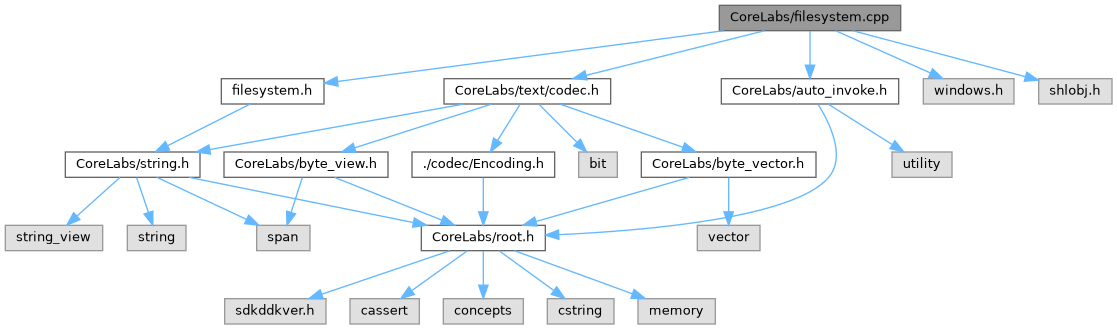 CoreLabs/filesystem.cpp
filesystem.h
CoreLabs/text/codec.h
CoreLabs/auto_invoke.h
windows.h
shlobj.h
CoreLabs/string.h
CoreLabs/byte_view.h
./codec/Encoding.h
bit
CoreLabs/byte_vector.h
utility
string_view
string
span
CoreLabs/root.h
vector
sdkddkver.h
cassert
concepts
cstring
memory